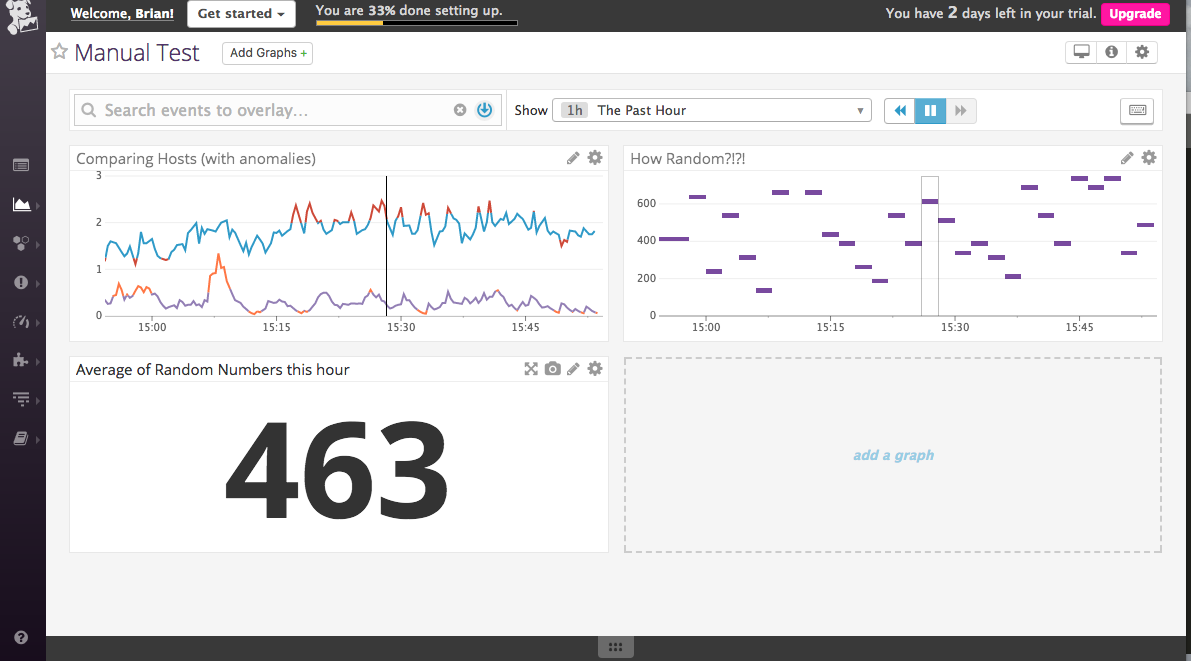 Welcome, Brian!
Get started
You are 33% done setting up.
You have 2 days left in your trial.
Upgrade
Manual Test
Add Graphs +
Search events to overlay...
Show
1h The Past Hour
Comparing Hosts (with anomalies)
3
2
1
0
15:00 15:15 15:30 15:45
How Random?!?!
600
400
200
0
15:00 15:15 15:30 15:45
Average of Random Numbers this hour
463
add a graph